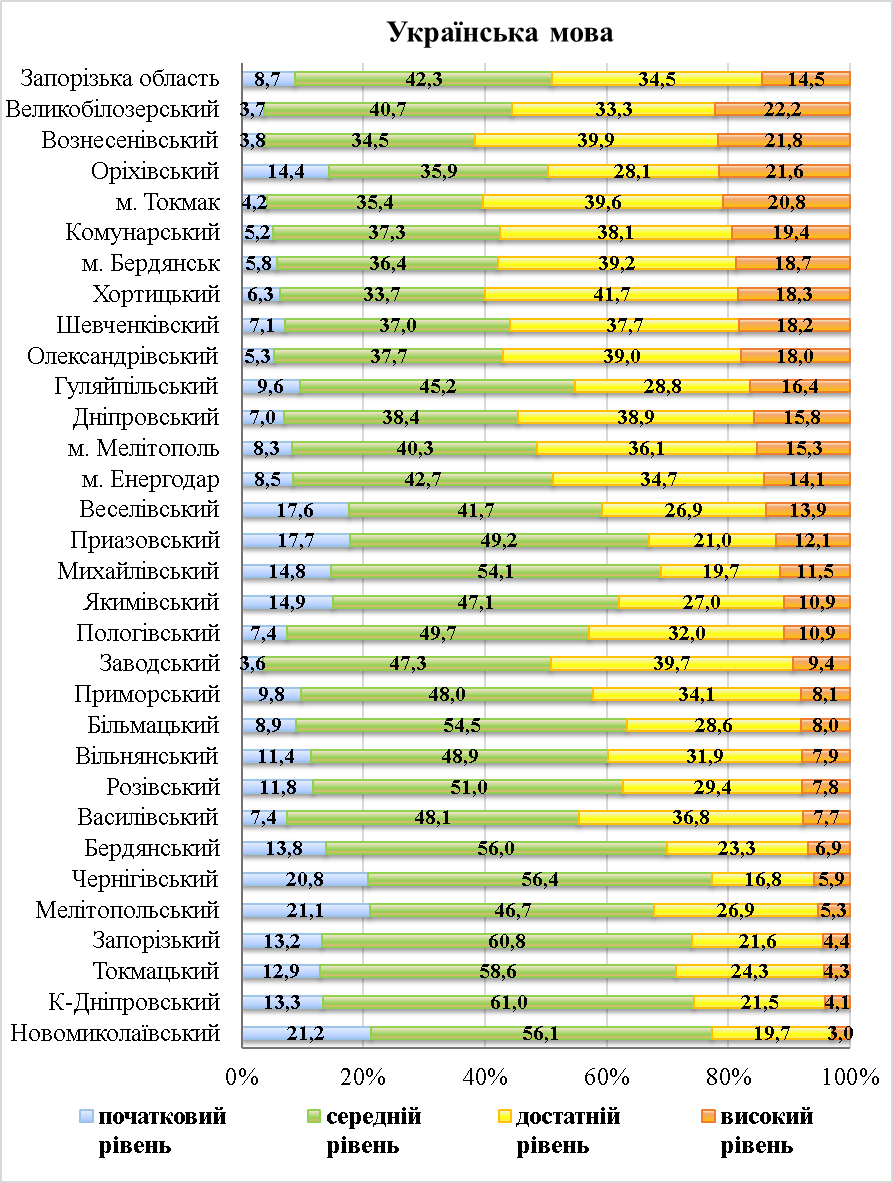 Українська мова
Запорізька область 8,7 42,3 34,5 14,5
Великобілозерський 3,7 40,7 33,3 22,2
Вознесенівський 3,8 34,5 39,9 21,8
Оріхівський 14,4 35,9 28,1 21,6
м. Токмак 4,2 35,4 39,6 20,8
Комунарський 5,2 37,3 38,1 19,4
м. Бердянськ 5,8 36,4 39,2 18,7
Хортицький 6,3 33,7 41,7 18,3
Шевченківский 7,1 37,0 37,7 18,2
Олександрівський 5,3 37,7 39,0 18,0
Гуляйпільський 9,6 45,2 28,8 16,4
Дніпровський 7,0 38,4 38,9 15,8
м. Мелітополь 8,3 40,3 36,1 15,3
м. Енергодар 8,5 42,7 34,7 14,1
Веселівський 17,6 41,7 26,9 13,9
Приазовський 17,7 49,2 21,0 12,1
Михайлівський 14,8 54,1 19,7 11,5
Якимівський 14,9 47,1 27,0 10,9
Пологівський 7,4 49,7 32,0 10,9
Заводський 3,6 47,3 39,7 9,4
Приморський 9,8 48,0 34,1 8,1
Більмацький 8,9 54,5 28,6 8,0
Вільнянський 11,4 48,9 31,9 7,9
Розівський 11,8 51,0 29,4 7,8
Василівський 7,4 48,1 36,8 7,7
Бердянський 13,8 56,0 23,3 6,9
Чернігівський 20,8 56,4 16,8 5,9
Мелітопольський 21,1 46,7 26,9 5,3
Запорізький 13,2 60,8 21,6 4,4
Токмацький 12,9 58,6 24,3 4,3
К-Дніпровський 13,3 61,0 21,5 4,1
Новомиколаївський 21,2 56,1 19,7 3,0
0% 20% 40% 60% 80% 100%
початковий середній достатній високий
рівень рівень рівень рівень